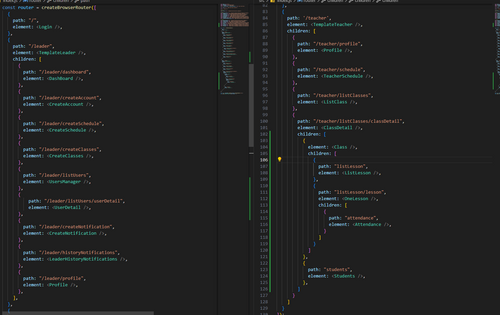 const router = createBrowserRouter([
{
path: "/",
element: <Login />,
},
{
path: "/leader",
element: <TemplateLeader />,
children: [
{
path: "/leader/dashboard",
element: <DashBoard />,
},
{
path: "/leader/createAccount",
element: <CreateAccount />,
},
{
path: "/leader/createSchedule",
element: <CreateSchedule />,
},
{
path: "/leader/createClasses",
element: <CreateClasses />,
},
{
path: "/leader/listUsers",
element: <UsersManager />,
},
{
path: "/leader/listUsers/userDetail",
element: <UserDetail />,
},
{
path: "/leader/createNotification",
element: <CreateNotification />,
},
{
path: "/leader/historyNotifications",
element: <LeaderHistoryNotifications />,
},
{
path: "/leader/profile",
element: <Profile />,
},
],
},
{
path: "/teacher",
element: <TemplateTeacher />,
children: [
{
path: "/teacher/profile",
element: <Profile />,
},
{
path: "/teacher/schedule",
element: <TeacherSchedule />,
},
{
path: "/teacher/listClasses",
element: <ListClass />,
},
{
path: "/teacher/listClasses/classDetail",
element: <ClassDetail />,
children: [
{
element: <Class />,
children: [
{
path: "listLesson",
element: <ListLesson />,
},
{
path: "listLesson/lesson",
element: <OneLesson />,
children: [
{
path: "attendance",
element: <Attendance />,
}
]
}
]
},
{
path: "students",
element: <Students />,
},
]
}
]